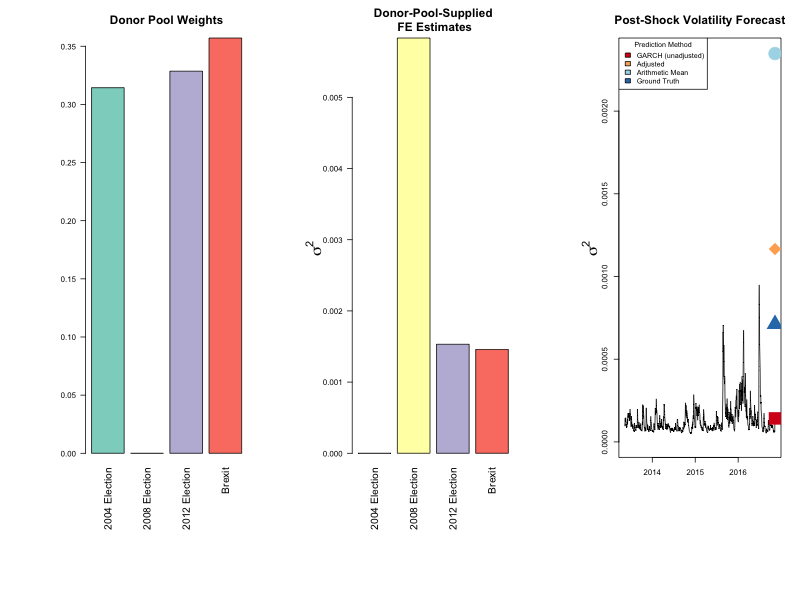 Donor Pool Weights
0.35
0.30
0.25
0.20
0.15
0.10
0.05
0.00
2004 Election
2008 Election
2012 Election
Brexit
Donor-Pool-Supplied
FE Estimates
σ²
0.005
0.004
0.003
0.002
0.001
0.000
2004 Election
2008 Election
2012 Election
Brexit
Post-Shock Volatility Forecast
Prediction Method
GARCH (unadjusted)
Adjusted
Arithmetic Mean
Ground Truth
σ²
0.0020
0.0015
0.0010
0.0005
0.0000
2014
2015
2016